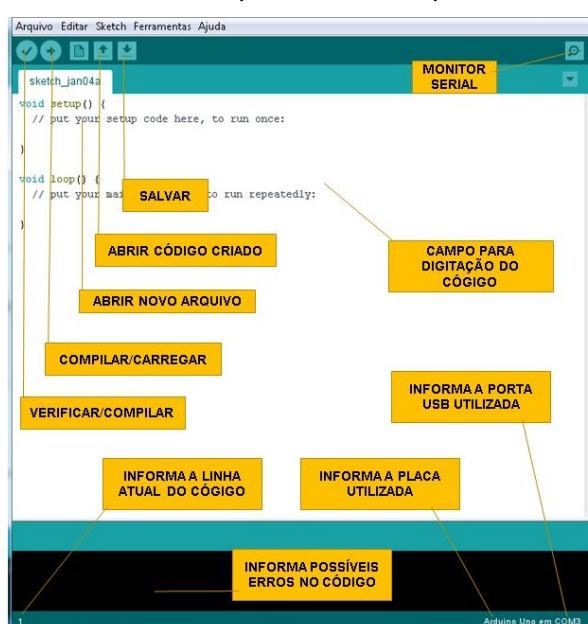 Arquivo Editar Sketch Ferramentas Ajuda
MONITOR
SERIAL
sketch_jan04a
void setup() {
// put your setup code here, to run once:
}
void loop() {
// put your mai to run repeatedly:
}
SALVAR
ABRIR CÓDIGO CRIADO
CAMPO PARA
DIGITAÇÃO DO
CÓGIGO
ABRIR NOVO ARQUIVO
COMPILAR/CARREGAR
INFORMA A PORTA
USB UTILIZADA
VERIFICAR/COMPILAR
INFORMA A LINHA
ATUAL DO CÓGIGO
INFORMA A PLACA
UTILIZADA
INFORMA POSSÍVEIS
ERROS NO CÓDIGO
1
Arduino Uno em COM3